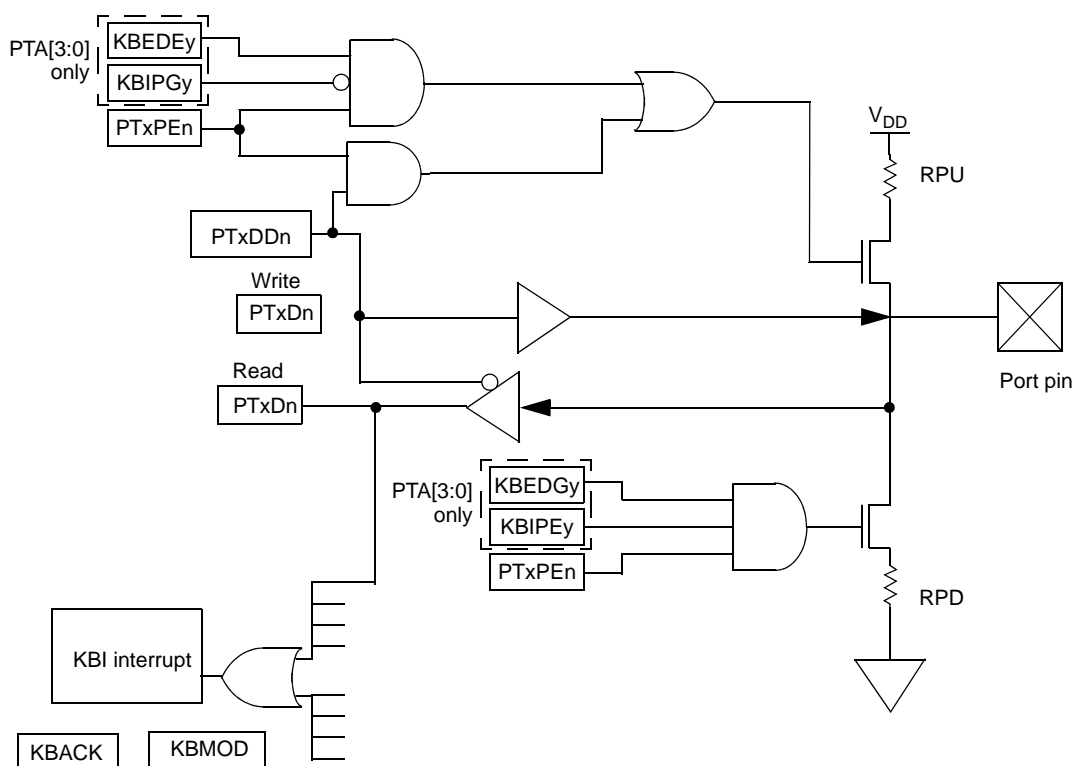 PTA[3:0]
only
KBEDEy
KBIPGy
PTxPEn
VDD
RPU
PTxDDn
Write
PTxDn
Read
PTxDn
Port pin
PTA[3:0]
only
KBEDGy
KBIPEy
PTxPEn
RPD
KBI interrupt
KBACK
KBMOD